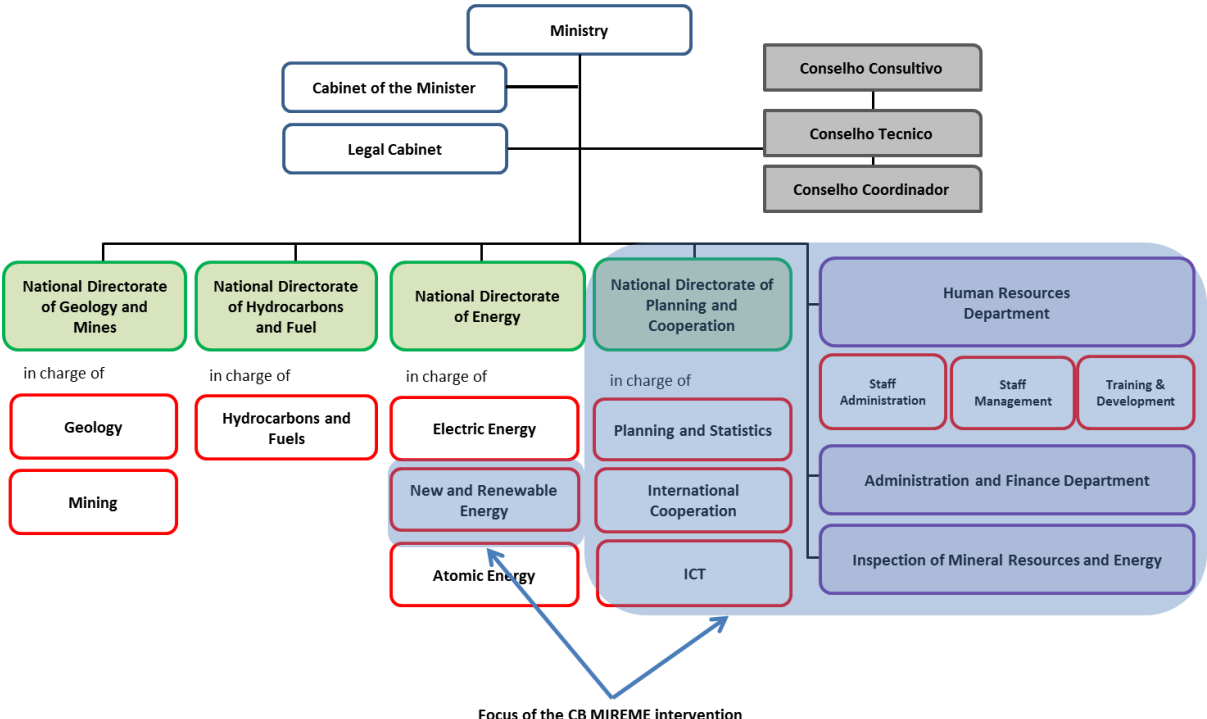 Ministry
Cabinet of the Minister
Conselho Consultivo
Legal Cabinet
Conselho Tecnico
Conselho Coordinador
National Directorate
of Geology and
Mines
National Directorate
of Hydrocarbons
and Fuel
National Directorate
of Energy
National Directorate of
Planning and
Cooperation
Human Resources
Department
in charge of
in charge of
in charge of
in charge of
Staff
Administration
Staff
Management
Training &
Development
Geology
Hydrocarbons and
Fuels
Electric Energy
Planning and Statistics
Mining
New and Renewable
Energy
International
Cooperation
Administration and Finance Department
Atomic Energy
ICT
Inspection of Mineral Resources and Energy
Focus of the CB MIREME intervention